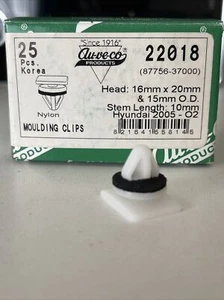 "Since 1916"
Auveco
PRODUCTS
25
Pcs.
Korea
22018
(87756-37000)
Head: 16mm x 20mm
& 15mm O.D.
Stem Length: 10mm
Hyundai 2005 - 02
Nylon
MOULDING CLIPS